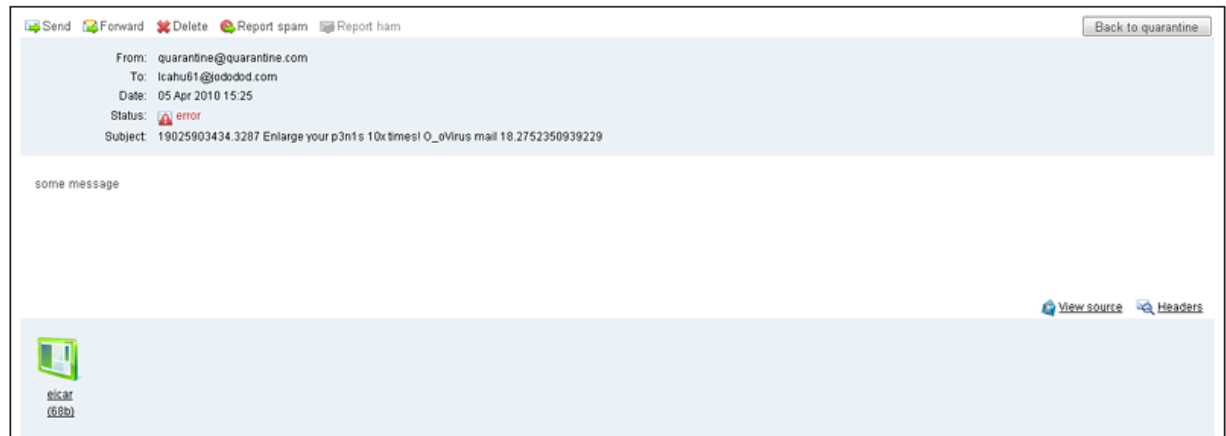 Send Forward Delete Report spam Report ham Back to quarantine
From: quarantine@quarantine.com
To: lcahu61@jododod.com
Date: 05 Apr 2010 15:25
Status: error
Subject: 19025903434.3287 Enlarge your p3n1s 10x times! O_oVirus mail 18.2752350939229
some message
View source Headers
eicar
(68b)